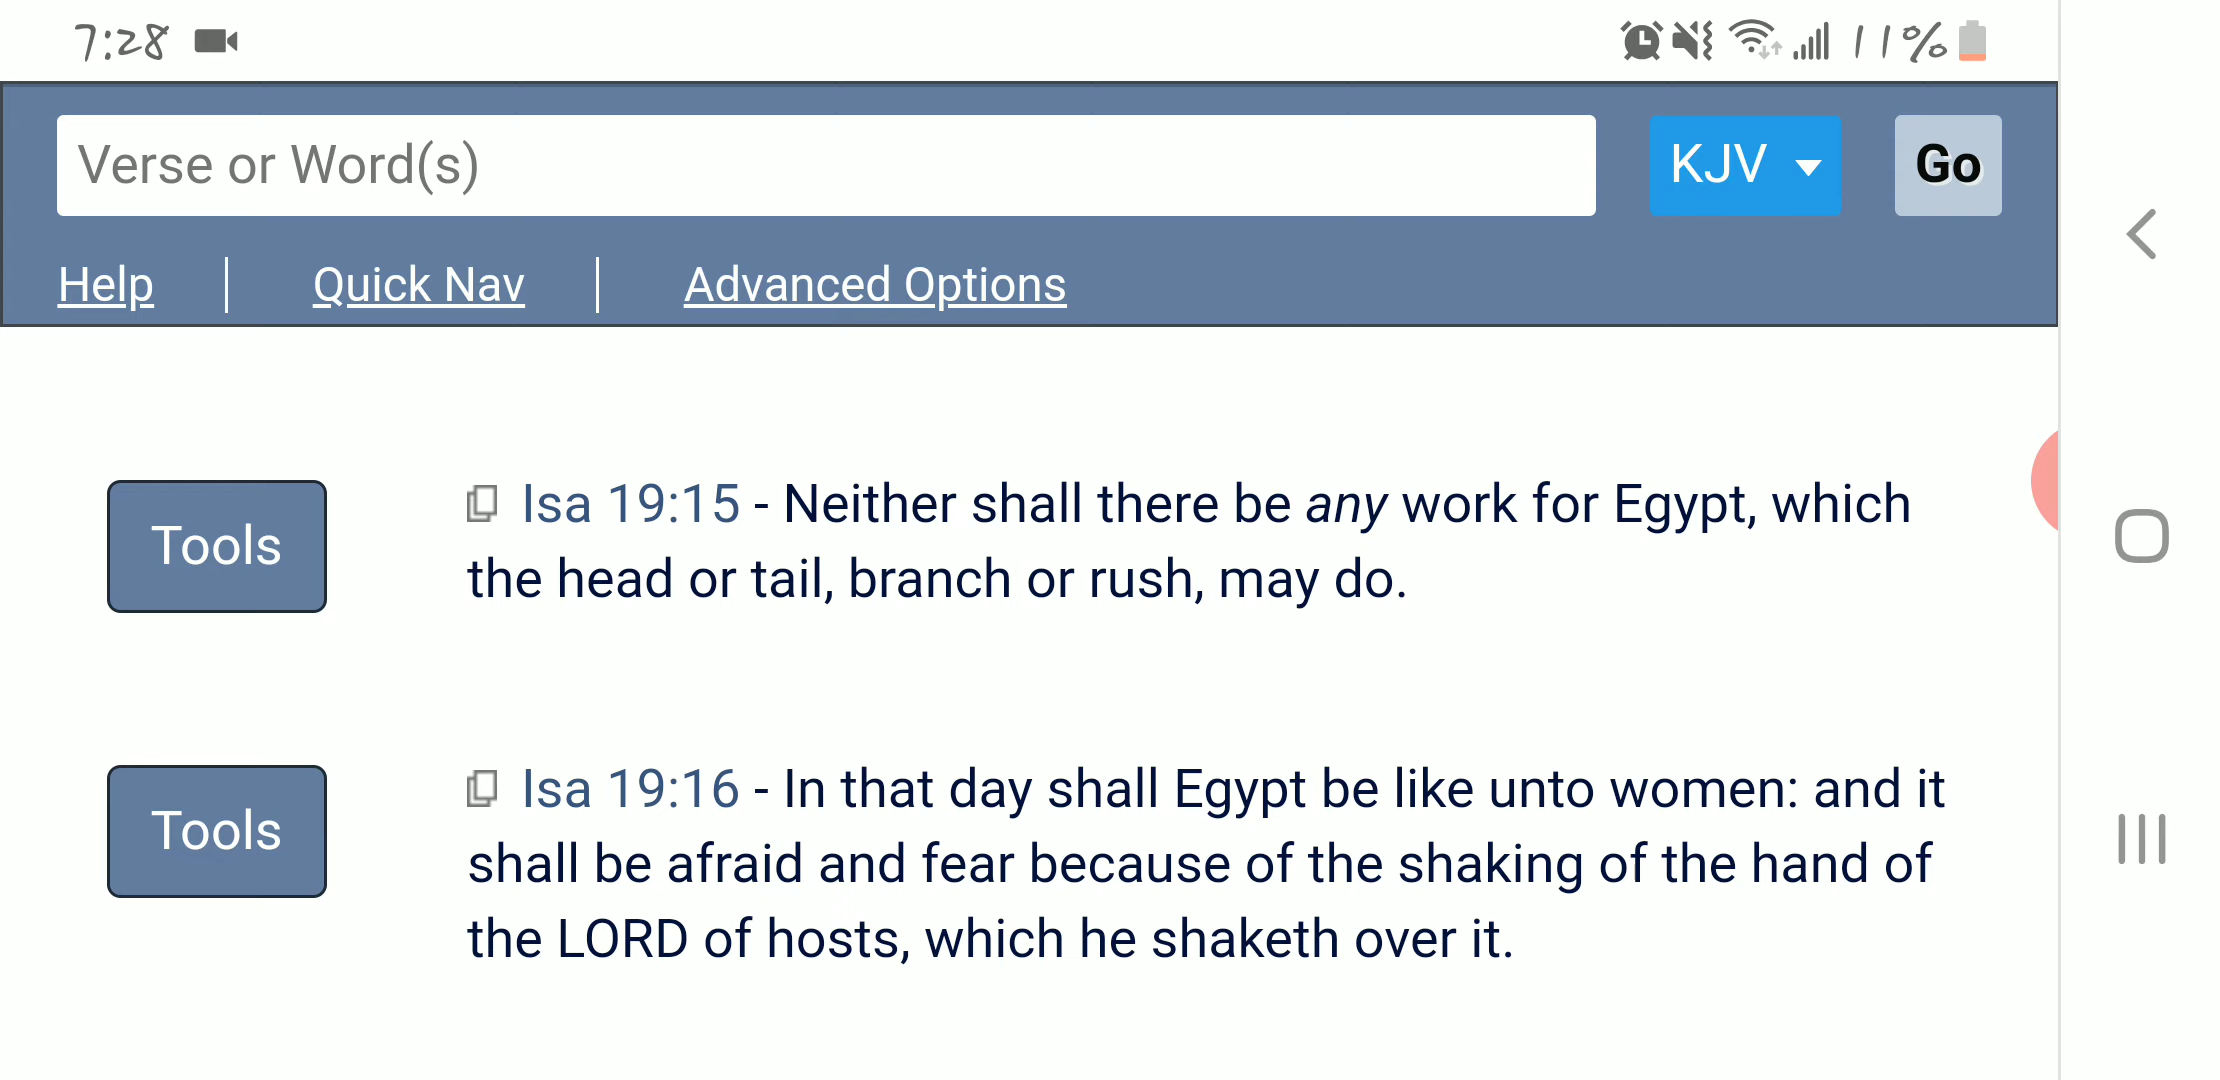 7:28 11%
Verse or Word(s) KJV Go
Help Quick Nav Advanced Options
Tools Isa 19:15 - Neither shall there be any work for Egypt, which
the head or tail, branch or rush, may do.
Tools Isa 19:16 - In that day shall Egypt be like unto women: and it
shall be afraid and fear because of the shaking of the hand of
the LORD of hosts, which he shaketh over it.